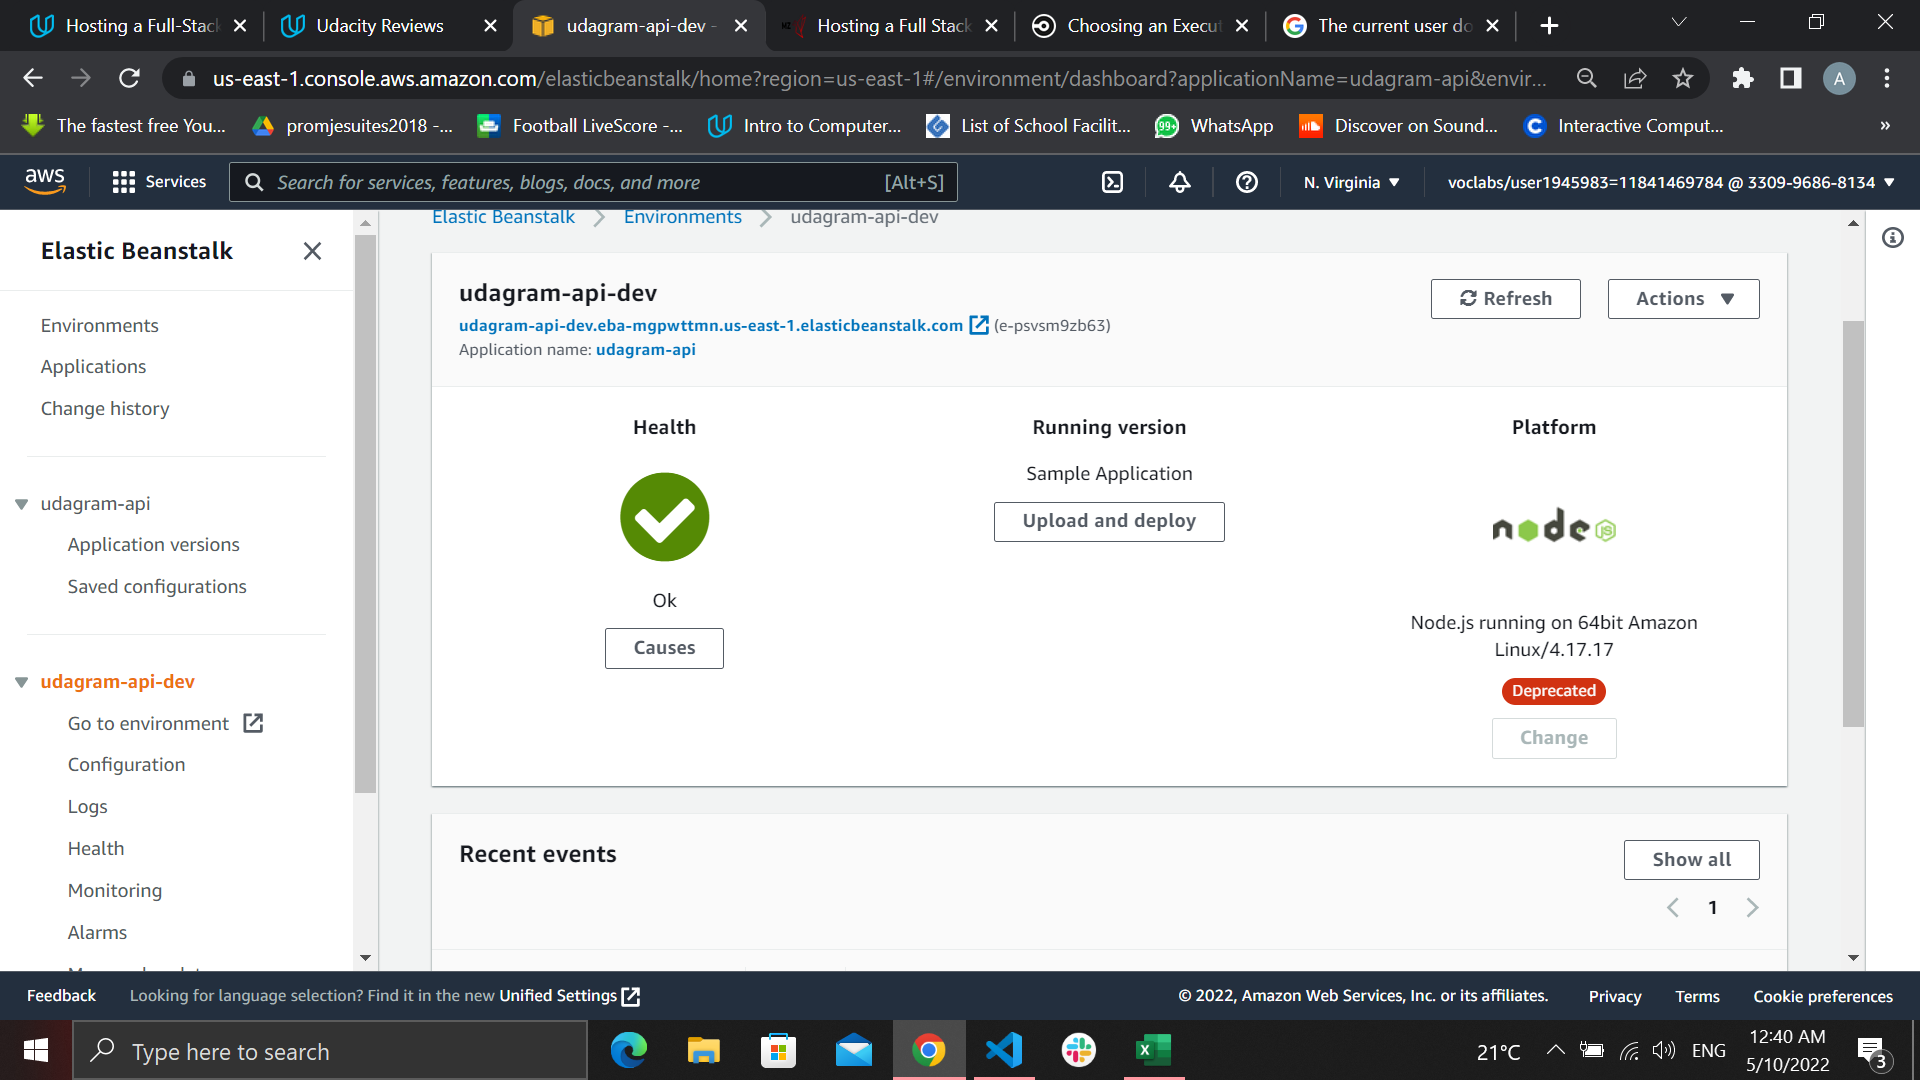 Hosting a Full-Stack
Udacity Reviews
udagram-api-dev -
Hosting a Full Stack
Choosing an Execut
The current user do
us-east-1.console.aws.amazon.com/elasticbeanstalk/home?region=us-east-1#/environment/dashboard?applicationName=udagram-api&envir...
A
The fastest free You...
promjesuites2018 -...
Football LiveScore -...
Intro to Computer...
List of School Facilit...
99+
WhatsApp
Discover on Sound...
Interactive Comput...
»
aws
Services
Search for services, features, blogs, docs, and more
[Alt+S]
N. Virginia
voclabs/user1945983=11841469784 @ 3309-9686-8134
Elastic Beanstalk
Environments
Applications
Change history
udagram-api
Application versions
Saved configurations
udagram-api-dev
Go to environment
Configuration
Logs
Health
Monitoring
Alarms
Elastic Beanstalk
Environments
udagram-api-dev
udagram-api-dev
Refresh
Actions
udagram-api-dev.eba-mgpwttmn.us-east-1.elasticbeanstalk.com (e-psvsm9zb63)
Application name: udagram-api
Health
Ok
Causes
Running version
Sample Application
Upload and deploy
Platform
node JS
Node.js running on 64bit Amazon
Linux/4.17.17
Deprecated
Change
Recent events
Show all
1
Feedback
Looking for language selection? Find it in the new Unified Settings
© 2022, Amazon Web Services, Inc. or its affiliates.
Privacy
Terms
Cookie preferences
Type here to search
21°C
ENG
12:40 AM
5/10/2022
3